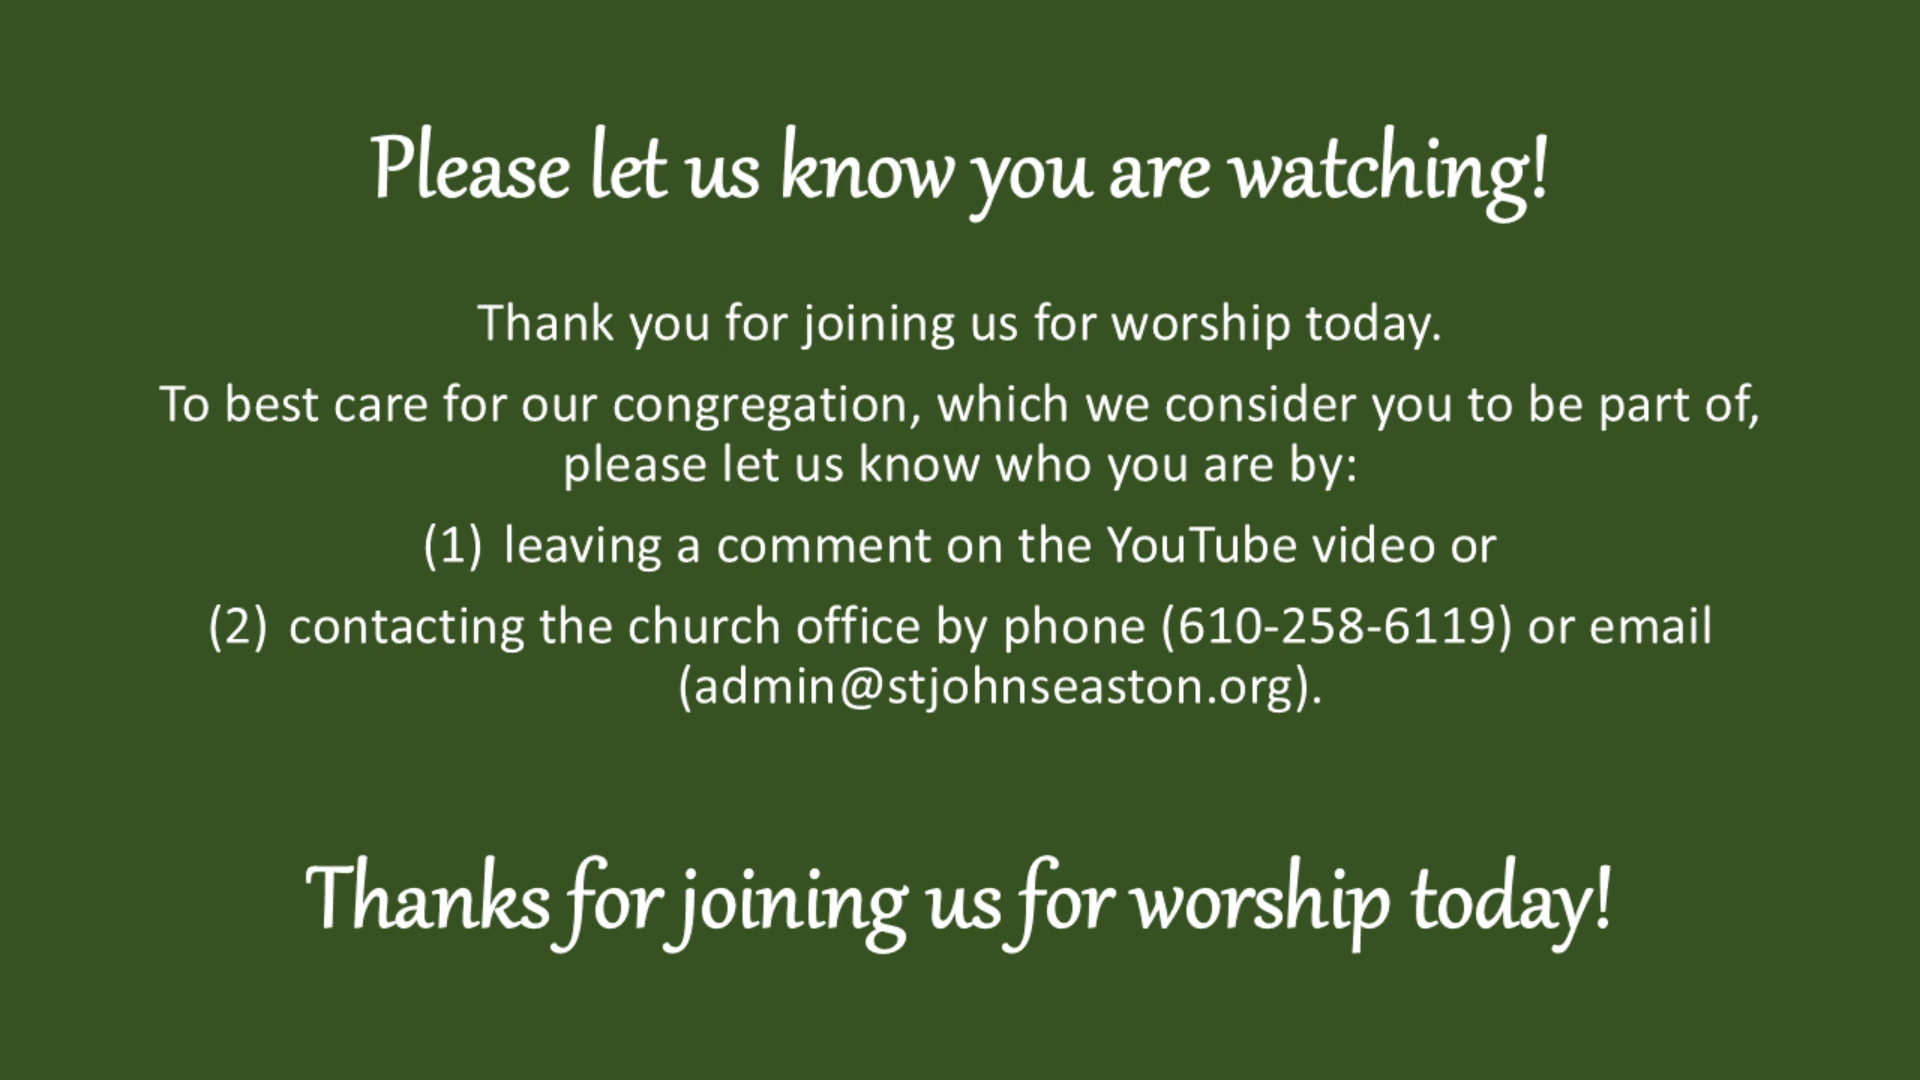 Please let us know you are watching!
Thank you for joining us for worship today.
To best care for our congregation, which we consider you to be part of,
please let us know who you are by:
(1) leaving a comment on the YouTube video or
(2) contacting the church office by phone (610-258-6119) or email
(admin@stjohnseaston.org).
Thanks for joining us for worship today!